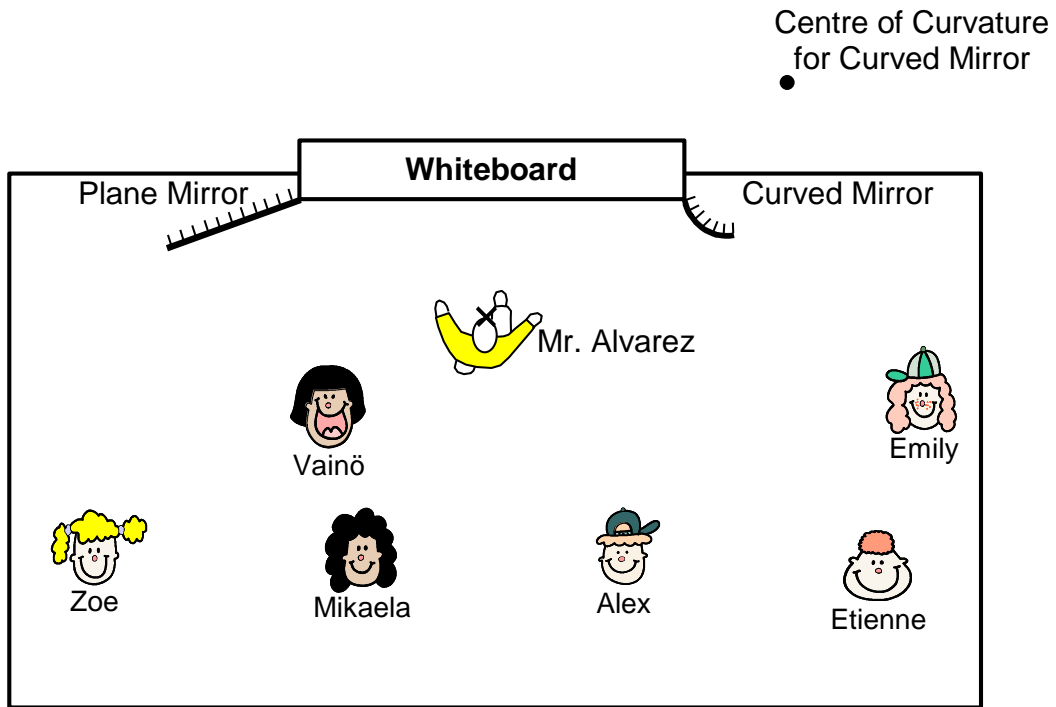 Centre of Curvature
for Curved Mirror
Whiteboard
Plane Mirror
Curved Mirror
Mr. Alvarez
Vainö
Emily
Zoe
Mikaela
Alex
Etienne